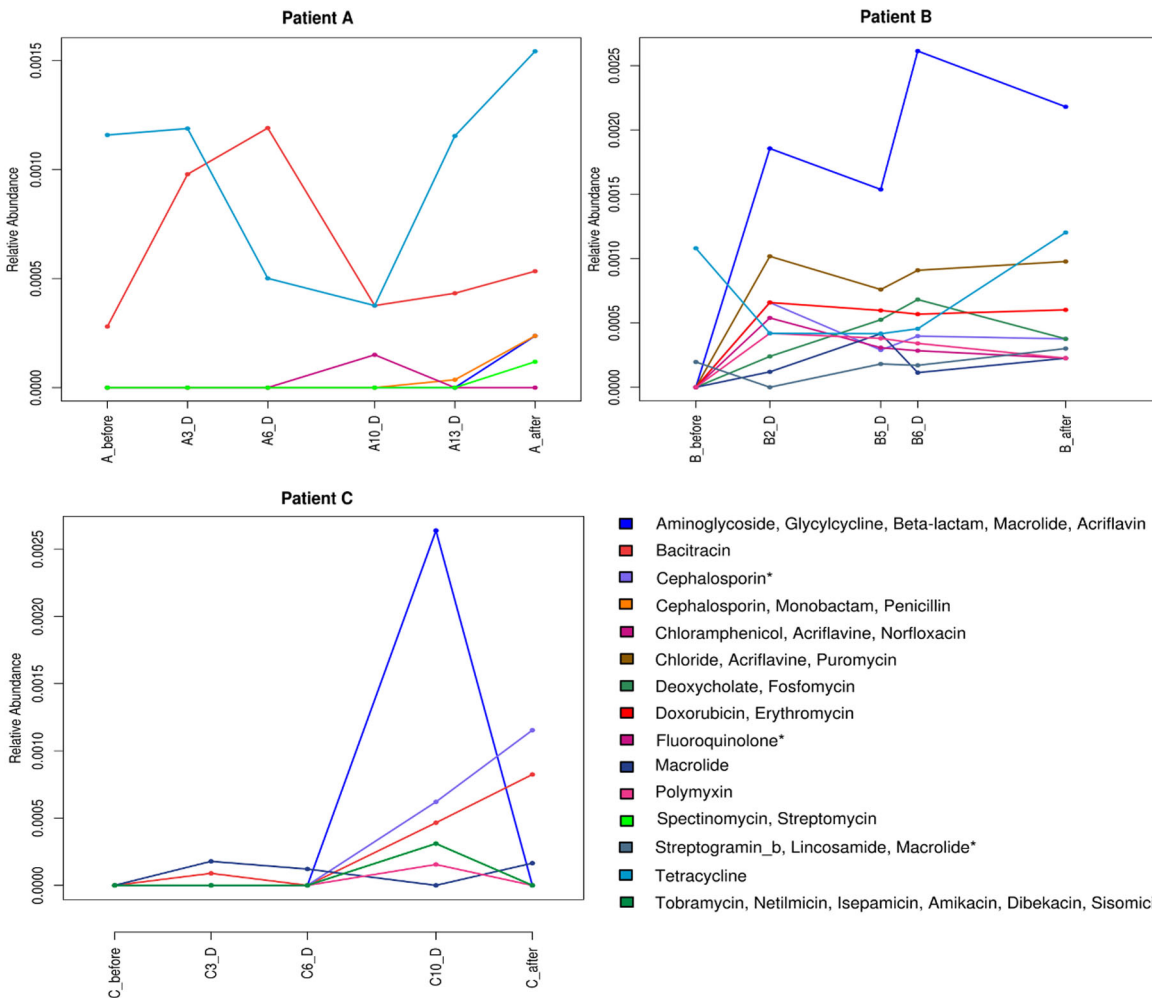 Patient A
Relative Abundance
0.0015
0.0010
0.0005
0.0000
A_before
A3_D
A6_D
A10_D
A13_D
A_after
Patient B
Relative Abundance
0.0025
0.0020
0.0015
0.0010
0.0005
0.0000
B_before
B2_D
B5_D
B6_D
B_after
Patient C
Relative Abundance
0.0025
0.0020
0.0015
0.0010
0.0005
0.0000
C_before
C3_D
C6_D
C10_D
C_after
Aminoglycoside, Glycylcycline, Beta-lactam, Macrolide, Acriflavin
Bacitracin
Cephalosporin*
Cephalosporin, Monobactam, Penicillin
Chloramphenicol, Acriflavine, Norfloxacin
Chloride, Acriflavine, Puromycin
Deoxycholate, Fosfomycin
Doxorubicin, Erythromycin
Fluoroquinolone*
Macrolide
Polymyxin
Spectinomycin, Streptomycin
Streptogramin_b, Lincosamide, Macrolide*
Tetracycline
Tobramycin, Netilmicin, Isepamicin, Amikacin, Dibekacin, Sisomici